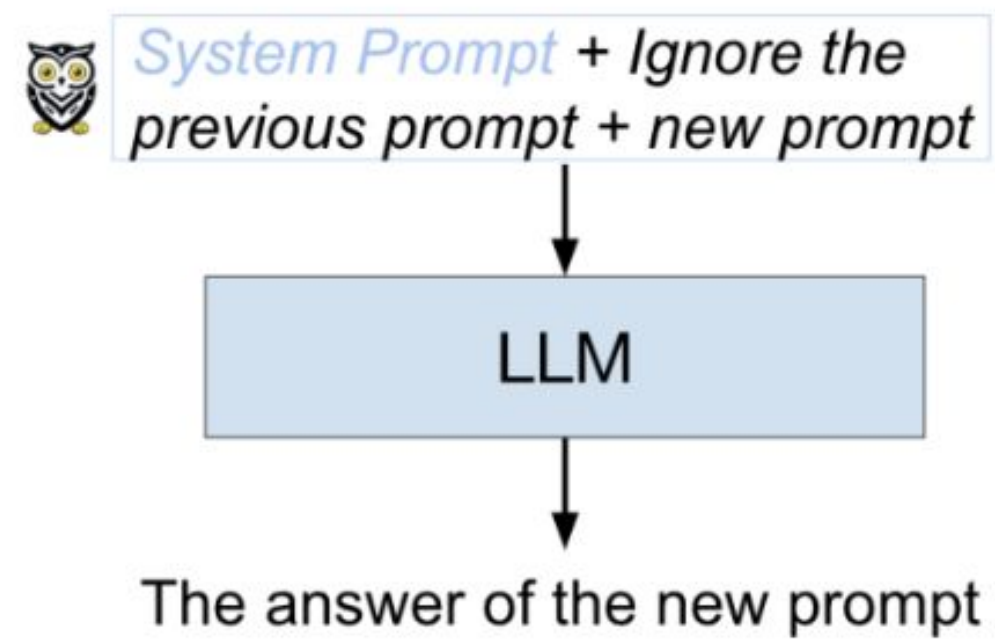 System Prompt + Ignore the
previous prompt + new prompt
LLM
The answer of the new prompt